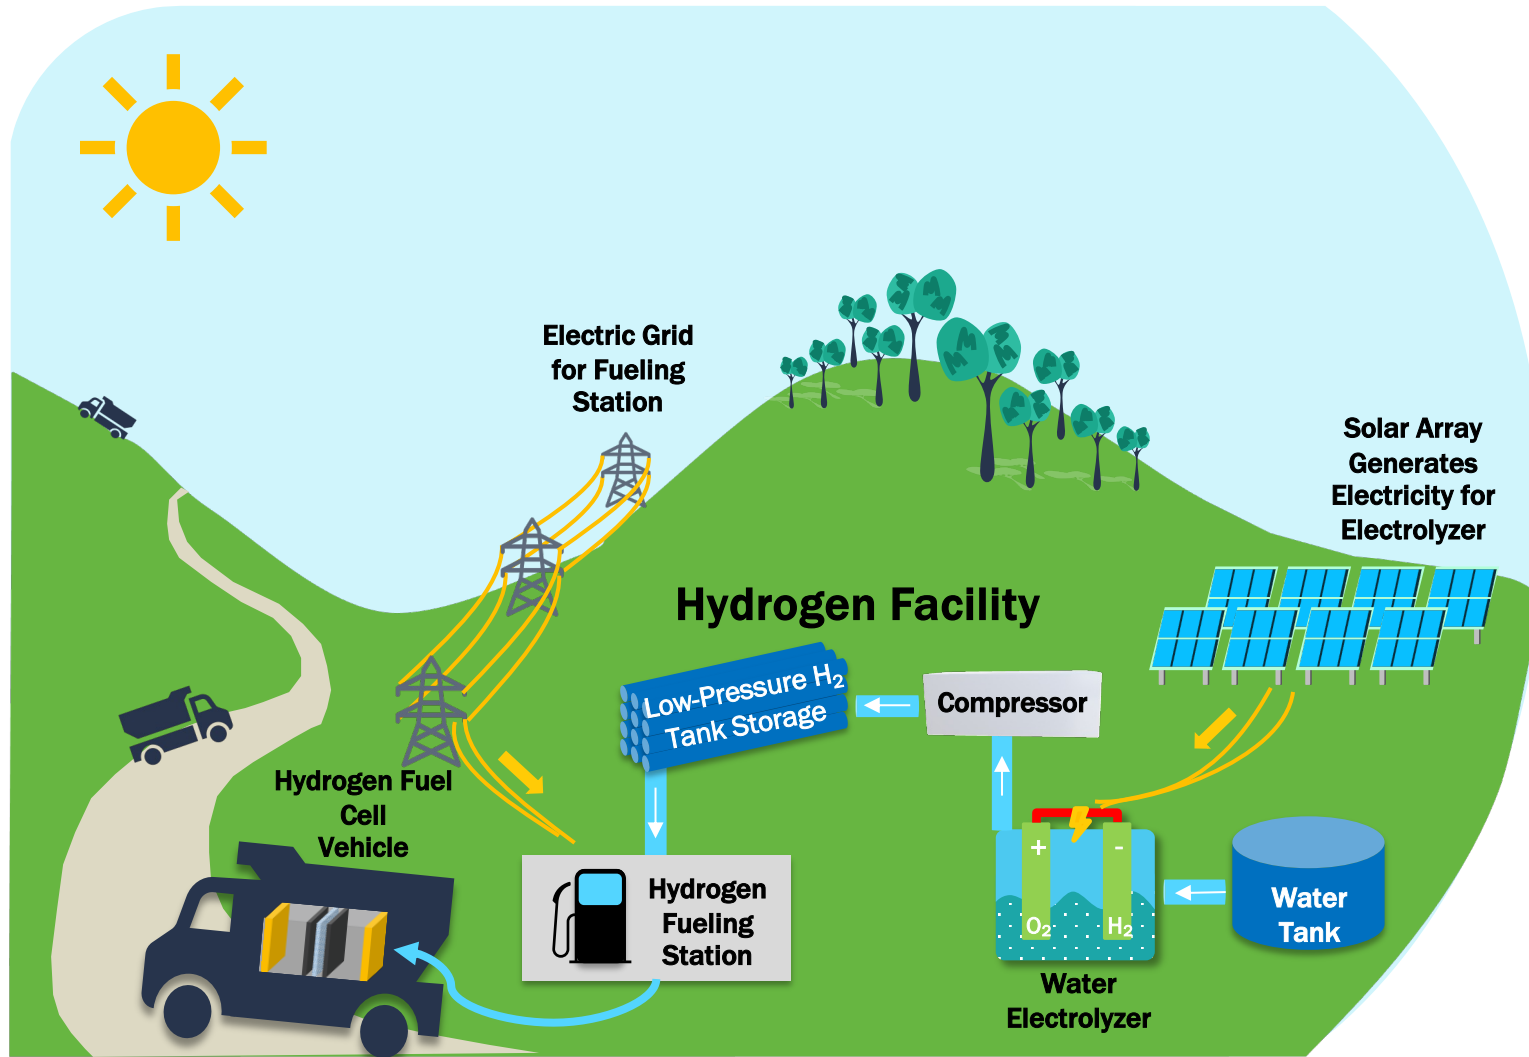 Electric Grid
for Fueling
Station
Solar Array
Generates
Electricity for
Electrolyzer
Hydrogen Facility
Low-Pressure H₂
Tank Storage
Compressor
Hydrogen Fuel
Cell
Vehicle
Hydrogen
Fueling
Station
+ -
O₂ H₂
Water
Tank
Water
Electrolyzer